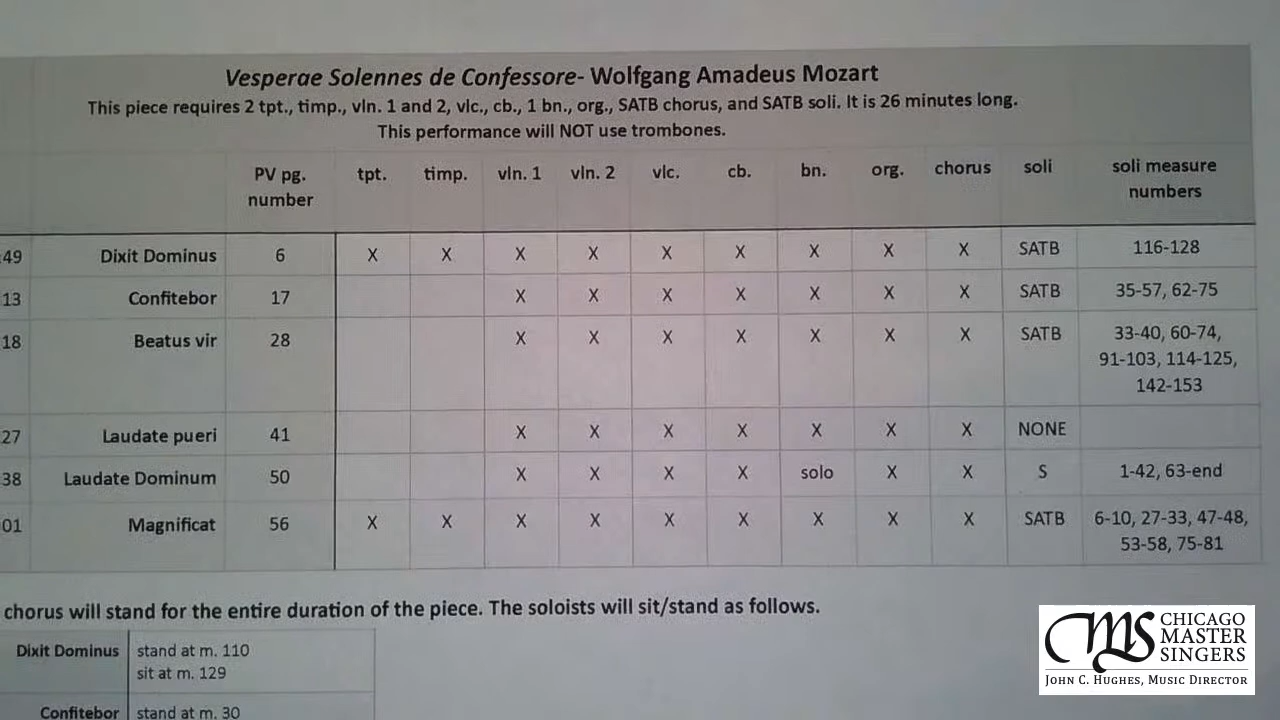 Vesperae Solennes de Confessore- Wolfgang Amadeus Mozart
This piece requires 2 tpt., timp., vln. 1 and 2, vlc., cb., 1 bn., org., SATB chorus, and SATB soli. It is 26 minutes long.
This performance will NOT use trombones.
PV pg. number tpt. timp. vln. 1 vln. 2 vlc. cb. bn. org. chorus soli soli measure numbers
:49 Dixit Dominus 6 X X X X X X X X X SATB 116-128
13 Confitebor 17 X X X X X X X SATB 35-57, 62-75
18 Beatus vir 28 X X X X X X X SATB 33-40, 60-74,
91-103, 114-125,
142-153
27 Laudate pueri 41 X X X X X X X NONE
38 Laudate Dominum 50 X X X X solo X X S 1-42, 63-end
01 Magnificat 56 X X X X X X X X X SATB 6-10, 27-33, 47-48,
53-58, 75-81
chorus will stand for the entire duration of the piece. The soloists will sit/stand as follows.
Dixit Dominus stand at m. 110
sit at m. 129
Confitebor stand at m. 30
CMS
CHICAGO
MASTER
SINGERS
JOHN C. HUGHES, MUSIC DIRECTOR